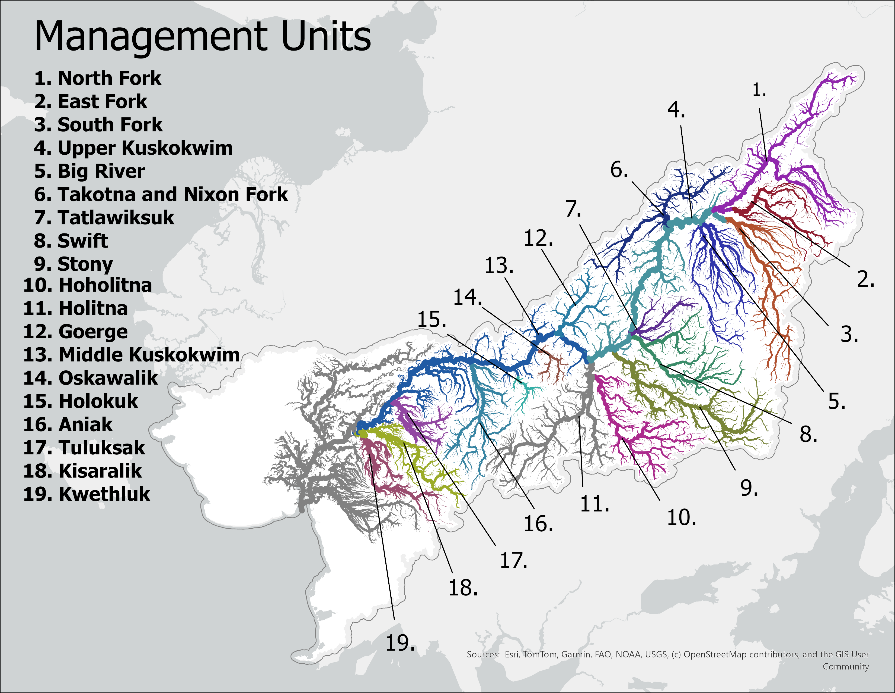 Management Units
1. North Fork
2. East Fork
3. South Fork
4. Upper Kuskokwim
5. Big River
6. Takotna and Nixon Fork
7. Tatlawiksuk
8. Swift
9. Stony
10. Hoholitna
11. Holitna
12. Goerge
13. Middle Kuskokwim
14. Oskawalik
15. Holokuk
16. Aniak
17. Tuluksak
18. Kisaralik
19. Kwethluk
1.
4.
6.
7.
12.
13.
14.
15.
2.
3.
5.
8.
9.
10.
11.
16.
17.
18.
19.
Sources: Esri, TomTom, Garmin, FAO, NOAA, USGS, (c) OpenStreetMap contributors, and the GIS User
Community